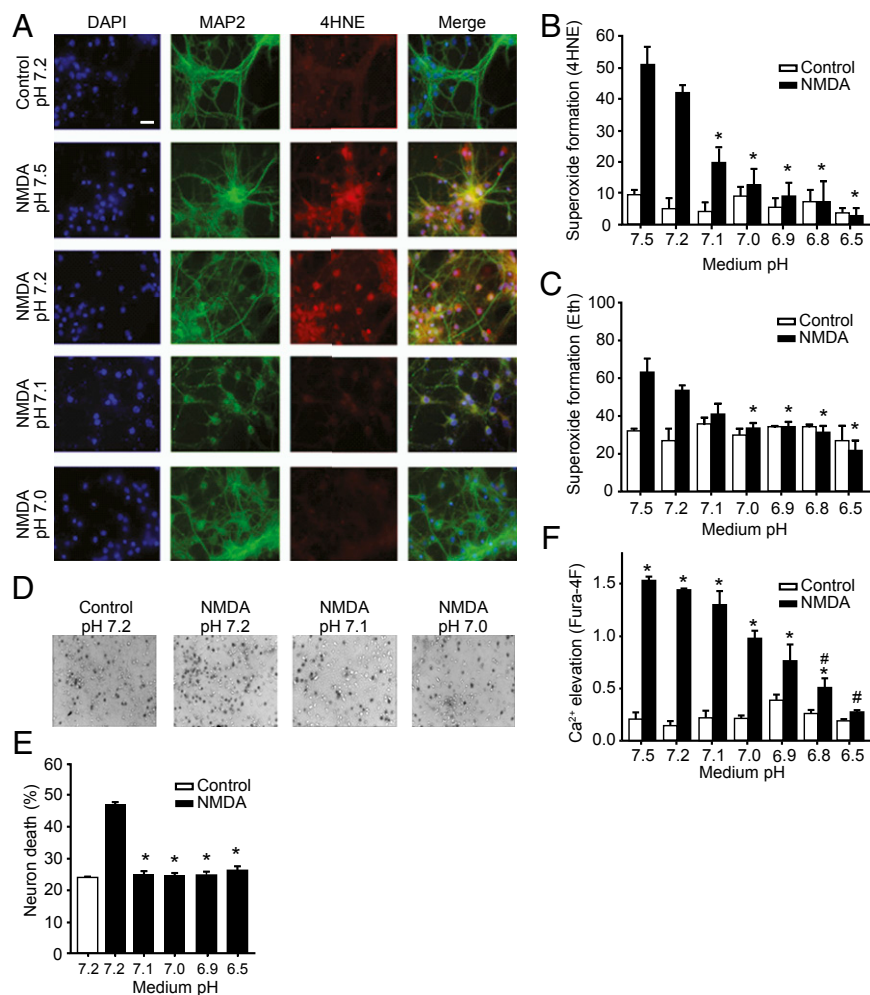 A
DAPI MAP2 4HNE Merge
Control
pH 7.2
NMDA
pH 7.5
NMDA
pH 7.2
NMDA
pH 7.1
NMDA
pH 7.0
B
Superoxide formation (4HNE)
60
50
40
30
20
10
0
Control
NMDA
* * * * *
7.5 7.2 7.1 7.0 6.9 6.8 6.5
Medium pH
C
Superoxide formation (Eth)
100
80
60
40
20
0
Control
NMDA
* * * *
7.5 7.2 7.1 7.0 6.9 6.8 6.5
Medium pH
D
Control
pH 7.2
NMDA
pH 7.2
NMDA
pH 7.1
NMDA
pH 7.0
E
Neuron death (%)
60
50
40
30
20
10
0
Control
NMDA
* * * *
7.2 7.2 7.1 7.0 6.9 6.5
Medium pH
F
Ca²⁺ elevation (Fura-4F)
1.5
1.0
0.5
0.0
Control
NMDA
* * * * * # * #
7.5 7.2 7.1 7.0 6.9 6.8 6.5
Medium pH